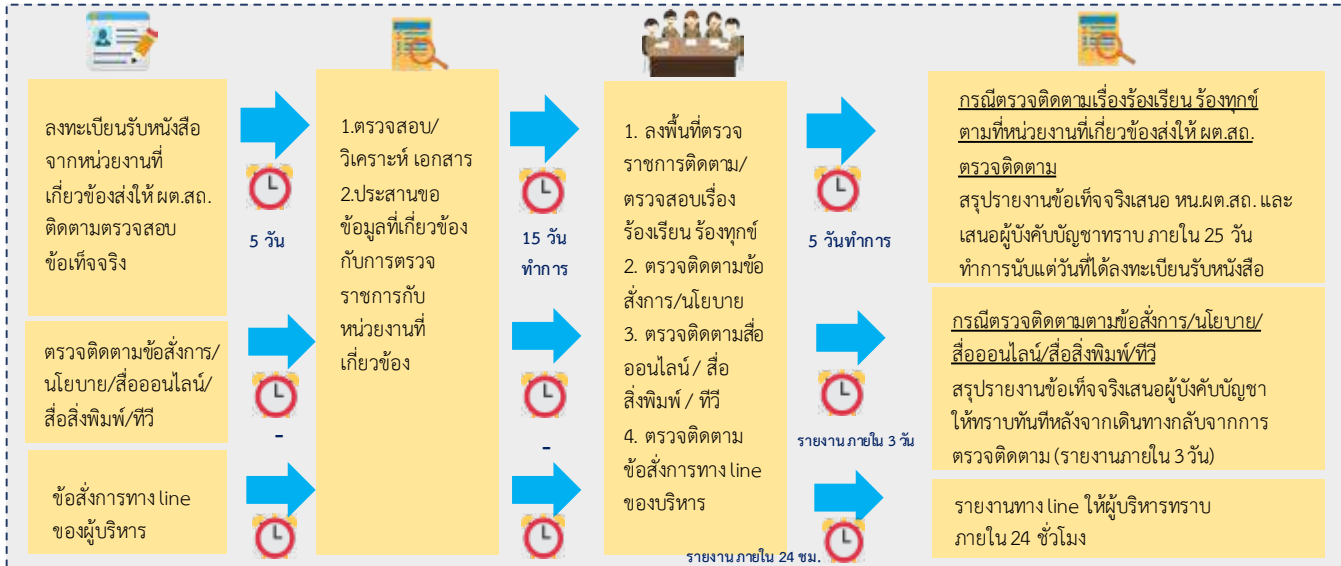 ลงทะเบียนรับหนังสือ
จากหน่วยงานที่
เกี่ยวข้องส่งให้ ผต.สถ.
ติดตามตรวจสอบ
ข้อเท็จจริง
5 วัน
1.ตรวจสอบ/
วิเคราะห์ เอกสาร
2.ประสานขอ
ข้อมูลที่เกี่ยวข้อง
กับการตรวจ
ราชการกับ
หน่วยงานที่
เกี่ยวข้อง
15 วัน
ทำการ
1. ลงพื้นที่ตรวจ
ราชการติดตาม/
ตรวจสอบเรื่อง
ร้องเรียน ร้องทุกข์
2. ตรวจติดตามข้อ
สั่งการ/นโยบาย
3. ตรวจติดตามสื่อ
ออนไลน์ / สื่อ
สิ่งพิมพ์ / ทีวี
4. ตรวจติดตาม
ข้อสั่งการทาง line
ของบริหาร
5 วันทำการ
กรณีตรวจติดตามเรื่องร้องเรียน ร้องทุกข์
ตามที่หน่วยงานที่เกี่ยวข้องส่งให้ ผต.สถ.
ตรวจติดตาม
สรุปรายงานข้อเท็จจริงเสนอ หน.ผต.สถ. และ
เสนอผู้บังคับบัญชาทราบ ภายใน 25 วัน
ทำการนับแต่วันที่ได้ลงทะเบียนรับหนังสือ
ตรวจติดตามข้อสั่งการ/
นโยบาย/สื่อออนไลน์/
สื่อสิ่งพิมพ์/ทีวี
-
-
รายงาน ภายใน 3 วัน
กรณีตรวจติดตามตามข้อสั่งการ/นโยบาย/
สื่อออนไลน์/สื่อสิ่งพิมพ์/ทีวี
สรุปรายงานข้อเท็จจริงเสนอผู้บังคับบัญชา
ให้ทราบทันทีหลังจากเดินทางกลับจากการ
ตรวจติดตาม (รายงานภายใน 3 วัน)
ข้อสั่งการทาง line
ของผู้บริหาร
รายงาน ภายใน 24 ชม.
รายงานทาง line ให้ผู้บริหารทราบ
ภายใน 24 ชั่วโมง